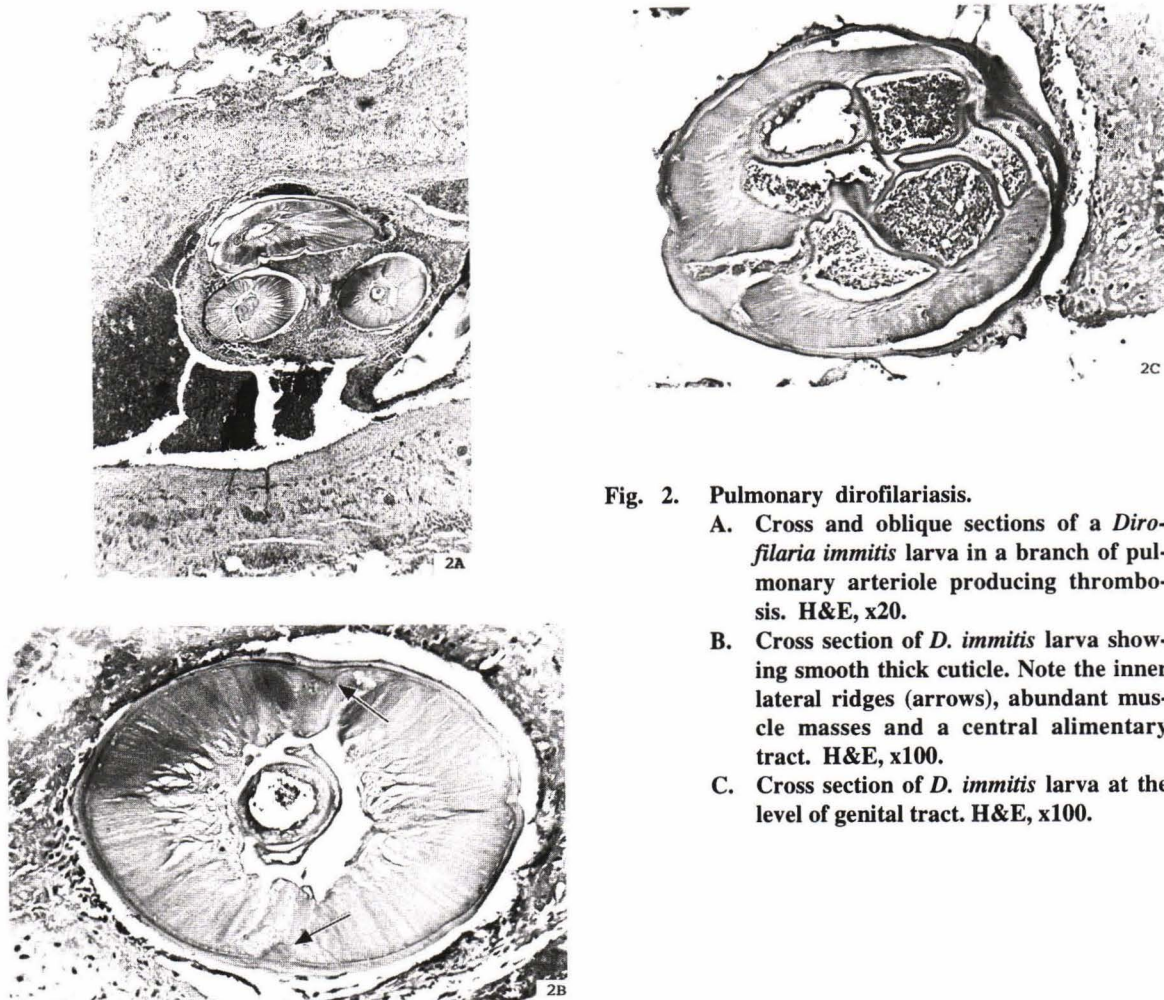 2A
2C
2B
Fig. 2. Pulmonary dirofilariasis.
A. Cross and oblique sections of a Diro-
filaria immitis larva in a branch of pul-
monary arteriole producing thrombo-
sis. H&E, x20.
B. Cross section of D. immitis larva show-
ing smooth thick cuticle. Note the inner
lateral ridges (arrows), abundant mus-
cle masses and a central alimentary
tract. H&E, x100.
C. Cross section of D. immitis larva at the
level of genital tract. H&E, x100.